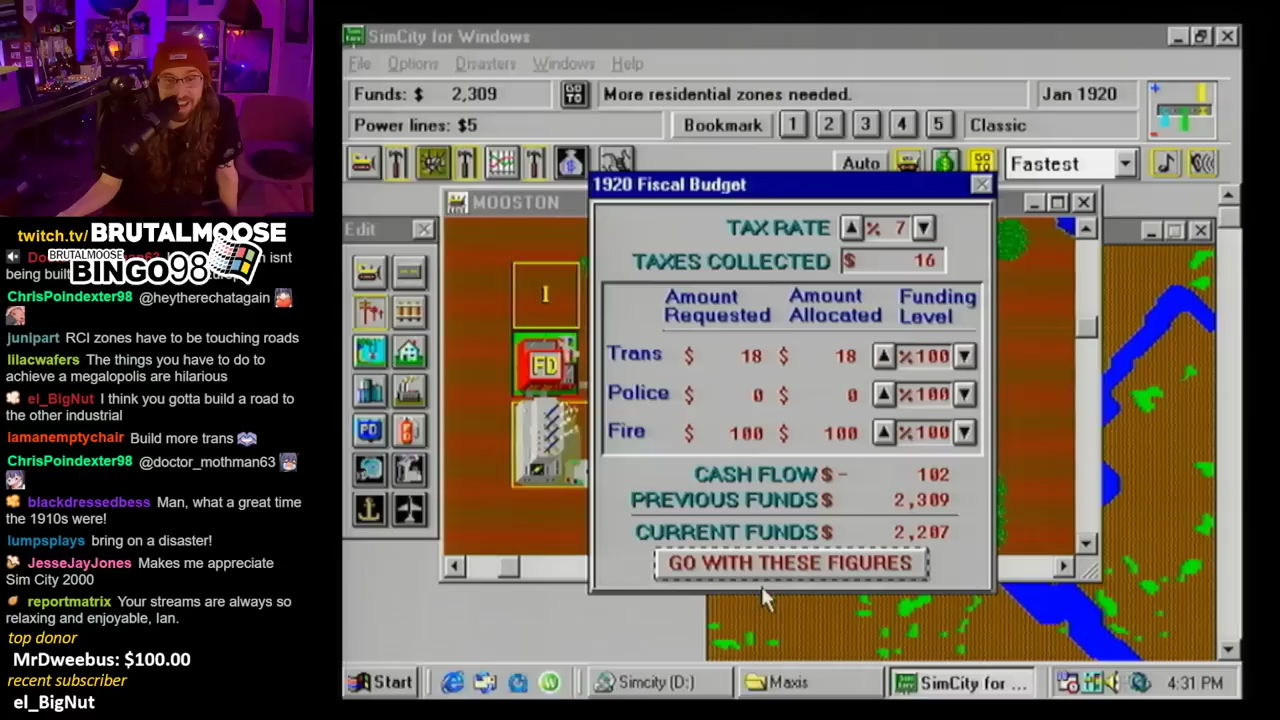 twitch.tv/BRUTALMOOSE
BRUTALMOOSE
BINGO98
isnt
being buil
ChrisPoindexter98 @heytherechatagain
junipart RCI zones have to be touching roads
lilacwafers The things you have to do to
achieve a megalopolis are hilarious
el_BigNut I think you gotta build a road to
the other industrial
Iamanemptychair Build more trans
ChrisPoindexter98 @doctor_mothman63
blackdressedbess Man, what a great time
the 1910s were!
lumpsplays bring on a disaster!
JesseJayJones Makes me appreciate
Sim City 2000
reportmatrix Your streams are always so
relaxing and enjoyable, Ian.
top donor
MrDweebus: $100.00
recent subscriber
el_BigNut
SimCity for Windows
File Options Disasters Windows Help
Funds: $ 2,309 GO TO More residential zones needed. Jan 1920
Power lines: $5 Bookmark 1 2 3 4 5 Classic
Auto GO TO Fastest
MOOSTON
Edit
I
FD
PD
1920 Fiscal Budget
TAX RATE % 7
TAXES COLLECTED $ 16
Amount Requested Amount Allocated Funding Level
Trans $ 18 $ 18 %100
Police $ 0 $ 0 %100
Fire $ 100 $ 100 %100
CASH FLOW $ - 102
PREVIOUS FUNDS $ 2,309
CURRENT FUNDS $ 2,207
GO WITH THESE FIGURES
Start Simcity (D:) Maxis SimCity for ... 4:31 PM